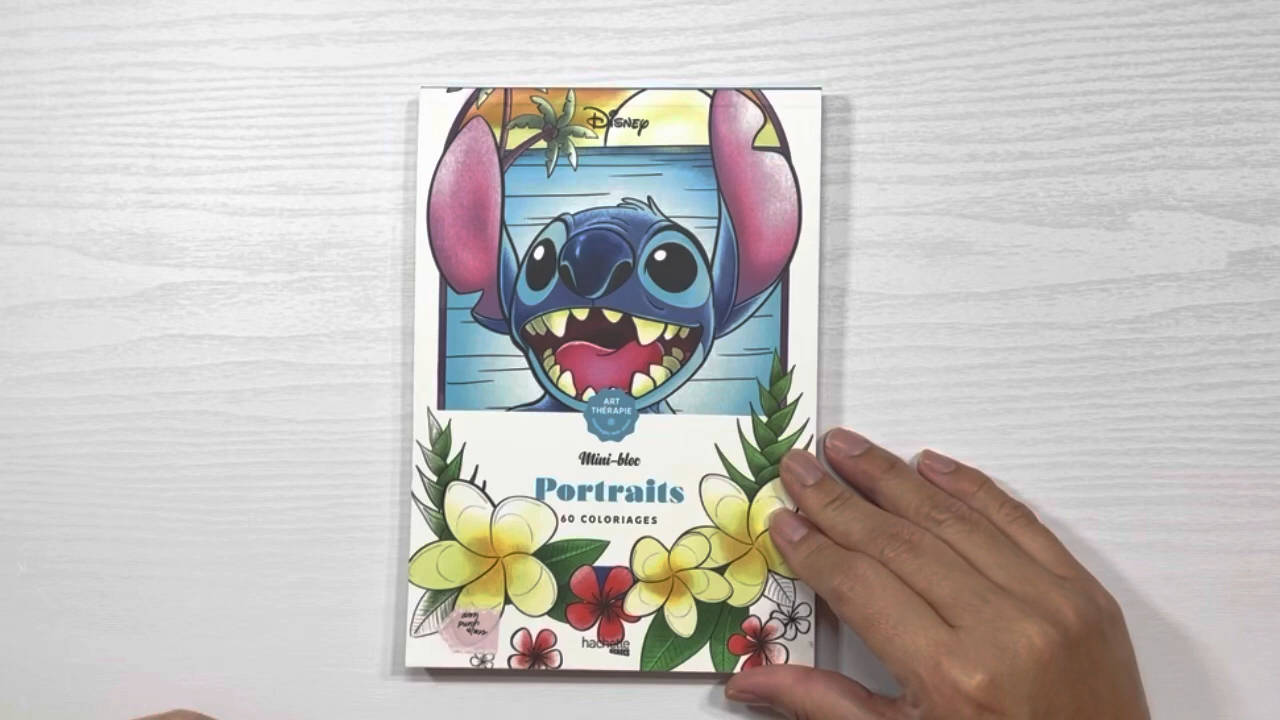 Disney
ART
THÉRAPIE
Mini-bloc
Portraits
60 COLORIAGES
hachette